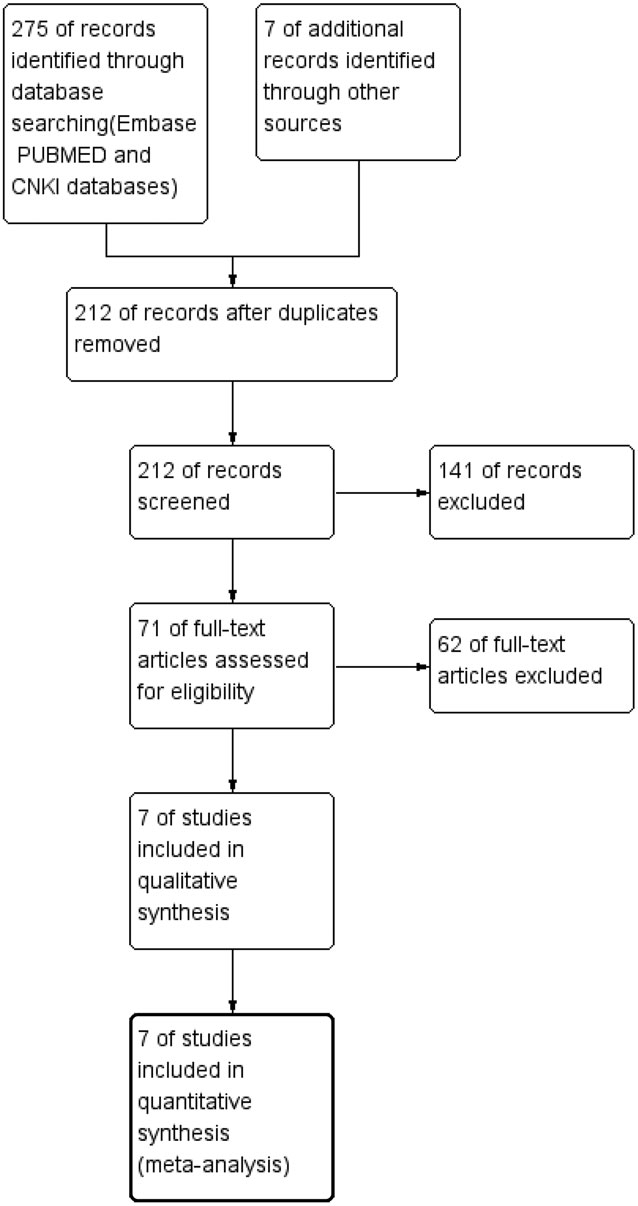 275 of records
identified through
database
searching(Embase
PUBMED and
CNKI databases)
7 of additional
records identified
through other
sources
212 of records after duplicates
removed
212 of records
screened
141 of records
excluded
71 of full-text
articles assessed
for eligibility
62 of full-text
articles excluded
7 of studies
included in
qualitative
synthesis
7 of studies
included in
quantitative
synthesis
(meta-analysis)